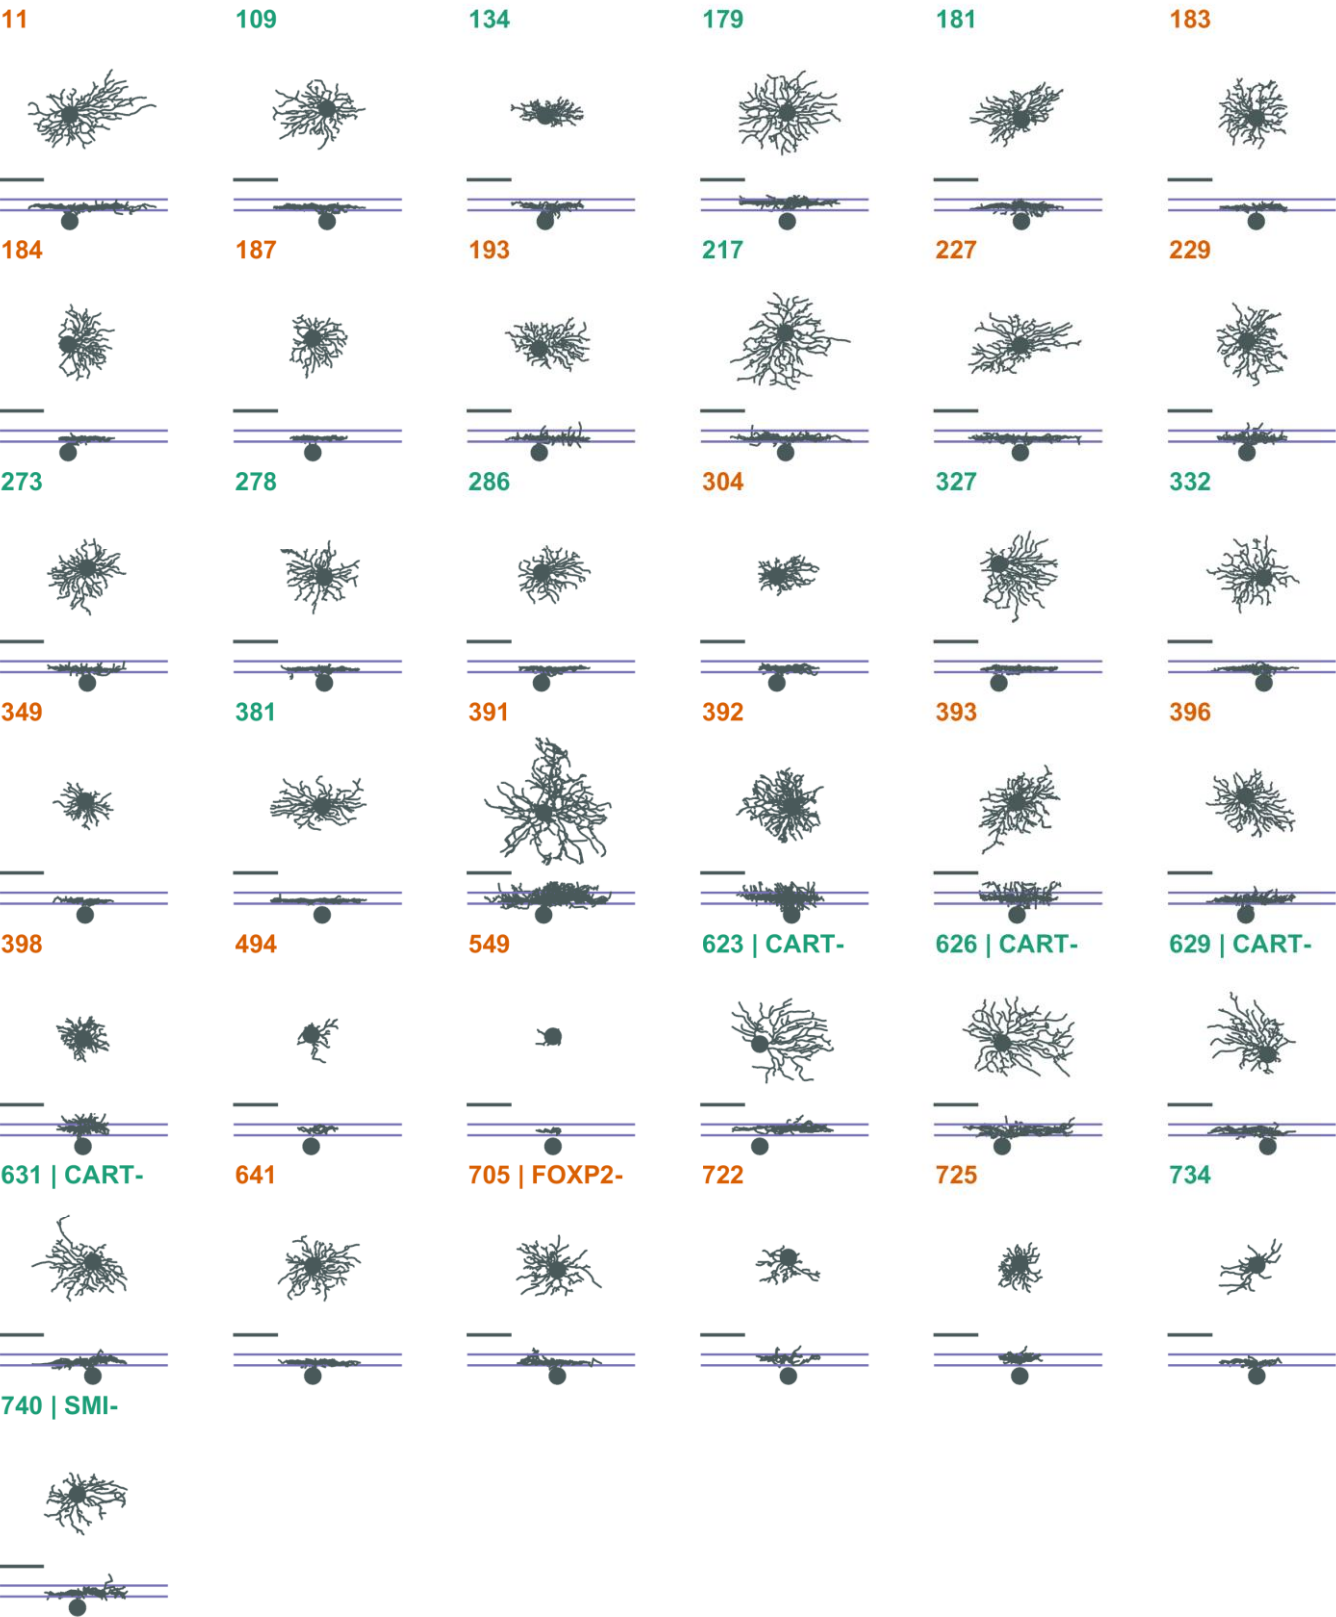 11 109 134 179 181 183
184 187 193 217 227 229
273 278 286 304 327 332
349 381 391 392 393 396
398 494 549 623 | CART- 626 | CART- 629 | CART-
631 | CART- 641 705 | FOXP2- 722 725 734
740 | SMI-